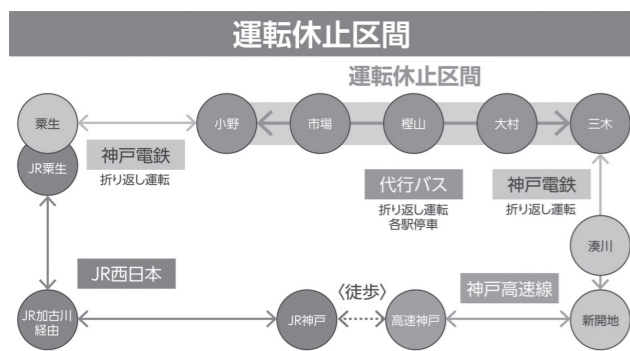 運転休止区間
運転休止区間
粟生
小野
市場
樫山
大村
三木
JR粟生
神戸電鉄
折り返し運転
代行バス
折り返し運転
各駅停車
神戸電鉄
折り返し運転
湊川
JR西日本
JR加古川
経由
JR神戸
〈徒歩〉
高速神戸
神戸高速線
新開地